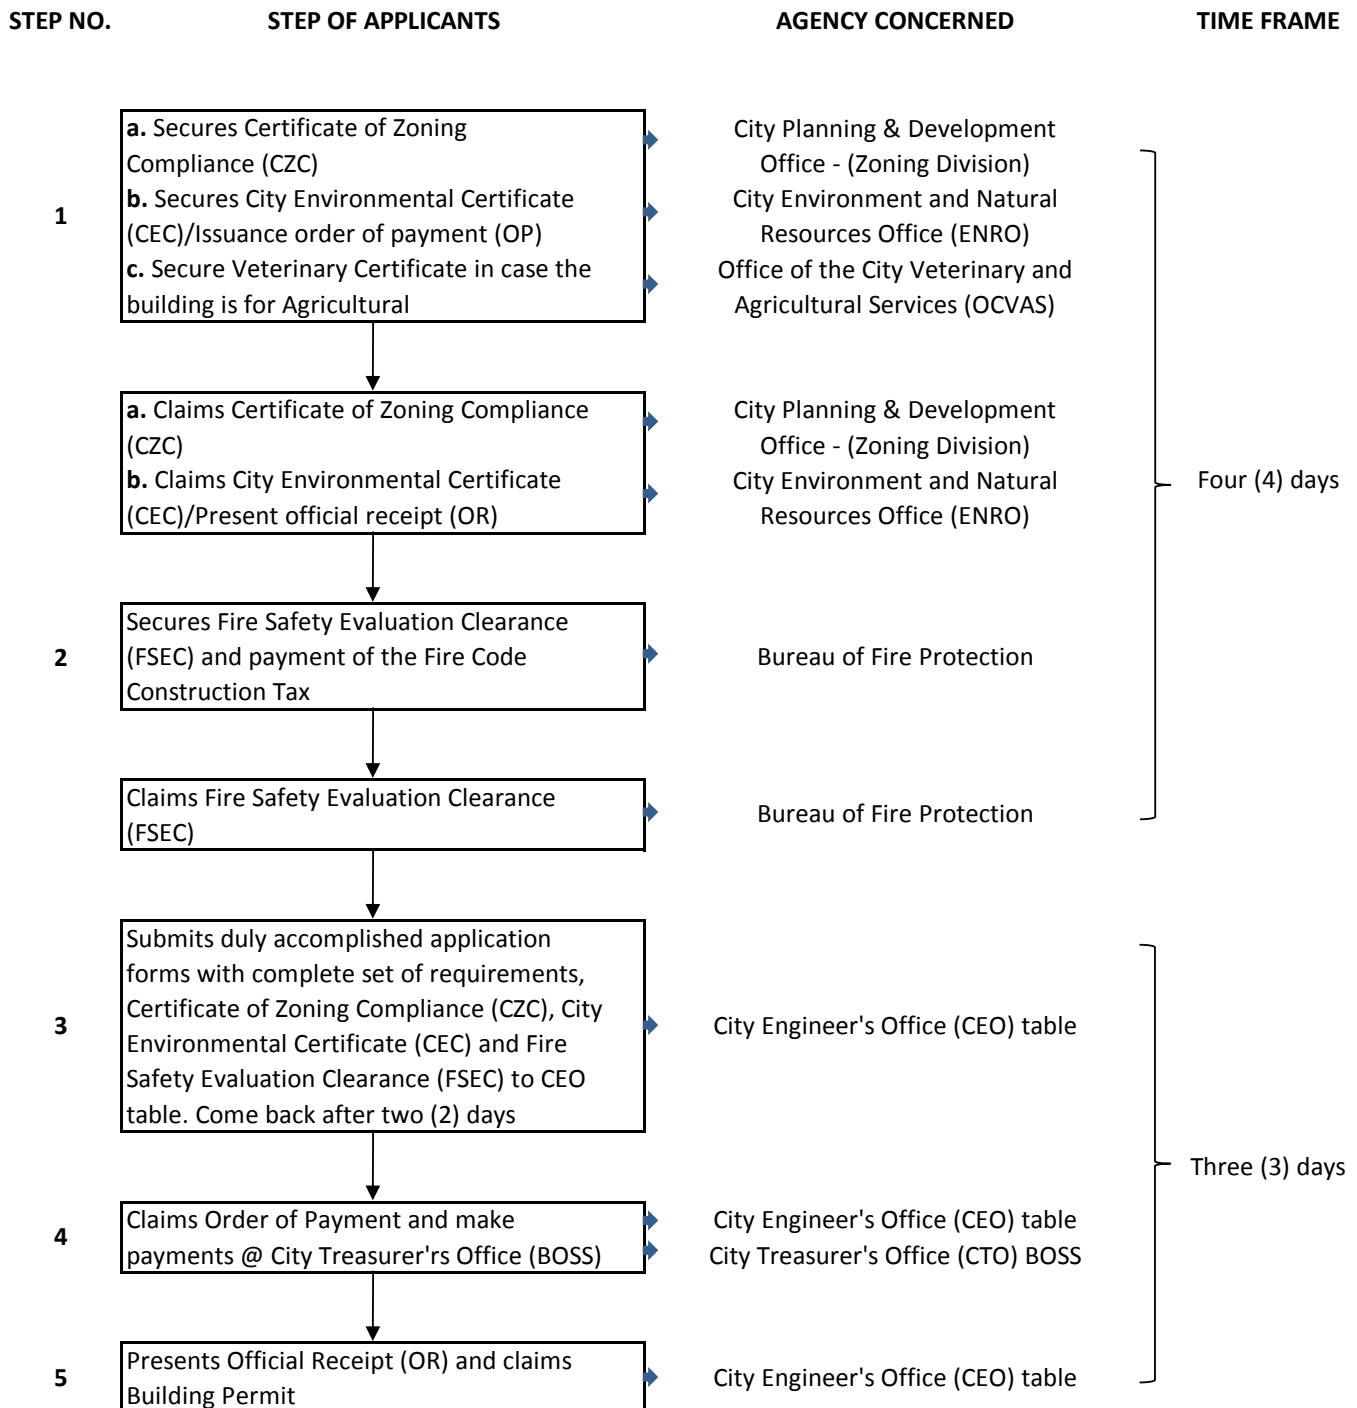 STEP NO. STEP OF APPLICANTS AGENCY CONCERNED TIME FRAME
1
a. Secures Certificate of Zoning
Compliance (CZC)
b. Secures City Environmental Certificate
(CEC)/Issuance order of payment (OP)
c. Secure Veterinary Certificate in case the
building is for Agricultural
City Planning & Development
Office - (Zoning Division)
City Environment and Natural
Resources Office (ENRO)
Office of the City Veterinary and
Agricultural Services (OCVAS)
a. Claims Certificate of Zoning Compliance
(CZC)
b. Claims City Environmental Certificate
(CEC)/Present official receipt (OR)
City Planning & Development
Office - (Zoning Division)
City Environment and Natural
Resources Office (ENRO)
Four (4) days
2
Secures Fire Safety Evaluation Clearance
(FSEC) and payment of the Fire Code
Construction Tax
Bureau of Fire Protection
Claims Fire Safety Evaluation Clearance
(FSEC)
Bureau of Fire Protection
3
Submits duly accomplished application
forms with complete set of requirements,
Certificate of Zoning Compliance (CZC), City
Environmental Certificate (CEC) and Fire
Safety Evaluation Clearance (FSEC) to CEO
table. Come back after two (2) days
City Engineer's Office (CEO) table
Three (3) days
4
Claims Order of Payment and make
payments @ City Treasurer'rs Office (BOSS)
City Engineer's Office (CEO) table
City Treasurer's Office (CTO) BOSS
5
Presents Official Receipt (OR) and claims
Building Permit
City Engineer's Office (CEO) table